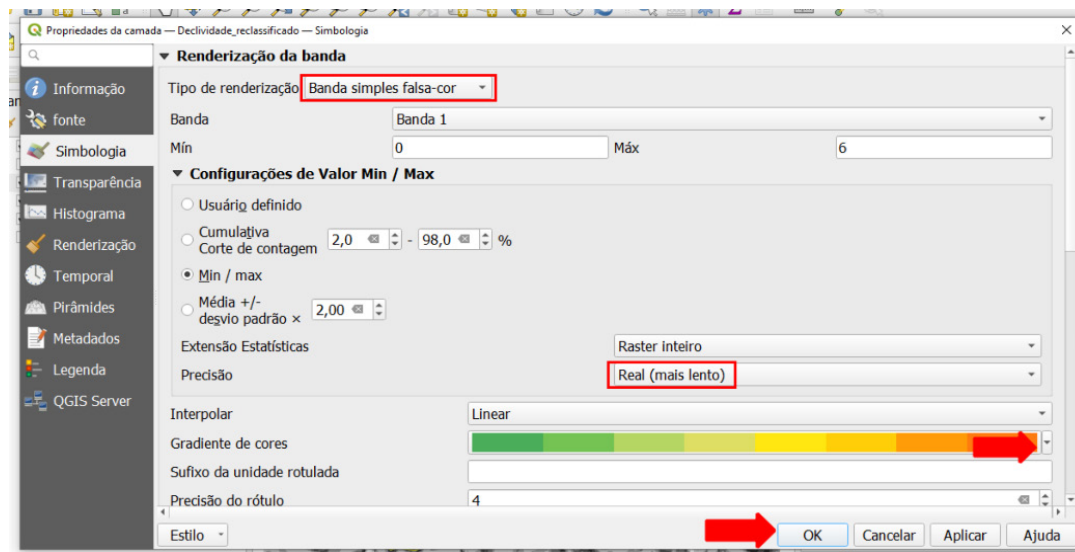 Propriedades da camada — Declividade_reclassificado — Simbologia
Informação
fonte
Simbologia
Transparência
Histograma
Renderização
Temporal
Pirâmides
Metadados
Legenda
QGIS Server
Renderização da banda
Tipo de renderização Banda simples falsa-cor
Banda Banda 1
Mín 0 Máx 6
Configurações de Valor Min / Max
Usuário definido
Cumulativa
Corte de contagem 2,0 - 98,0 %
Min / max
Média +/-
desvio padrão × 2,00
Extensão Estatísticas Raster inteiro
Precisão Real (mais lento)
Interpolar Linear
Gradiente de cores
Sufixo da unidade rotulada
Precisão do rótulo 4
Estilo OK Cancelar Aplicar Ajuda